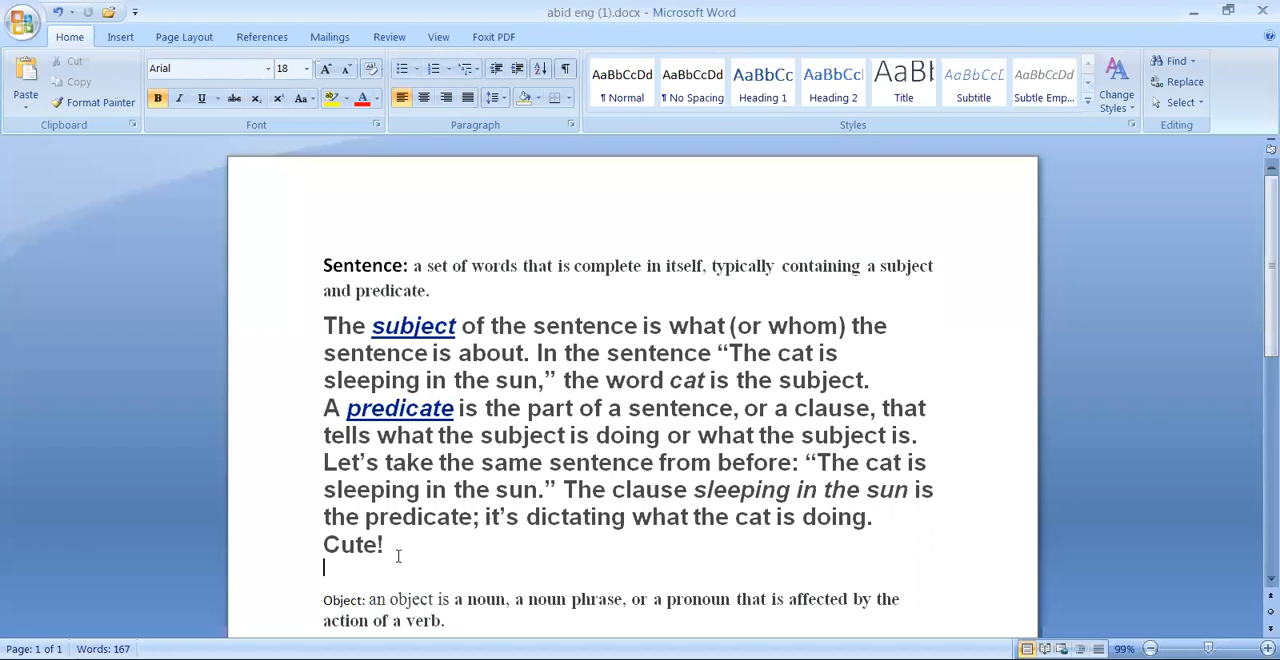 abid eng (1).docx - Microsoft Word
Home Insert Page Layout References Mailings Review View Foxit PDF
Paste
Cut
Copy
Format Painter
Clipboard
Arial 18
Font
Paragraph
AaBbCcDd AaBbCcDd AaBbCc AaBbCc AaB AaBbCcD AaBbCcDd
¶ Normal ¶ No Spacing Heading 1 Heading 2 Title Subtitle Subtle Emp...
Styles
Change Styles
Find
Replace
Select
Editing
Sentence: a set of words that is complete in itself, typically containing a subject
and predicate.
The subject of the sentence is what (or whom) the
sentence is about. In the sentence “The cat is
sleeping in the sun,” the word cat is the subject.
A predicate is the part of a sentence, or a clause, that
tells what the subject is doing or what the subject is.
Let’s take the same sentence from before: “The cat is
sleeping in the sun.” The clause sleeping in the sun is
the predicate; it’s dictating what the cat is doing.
Cute!
Object: an object is a noun, a noun phrase, or a pronoun that is affected by the
action of a verb.
Page: 1 of 1 Words: 167
99%